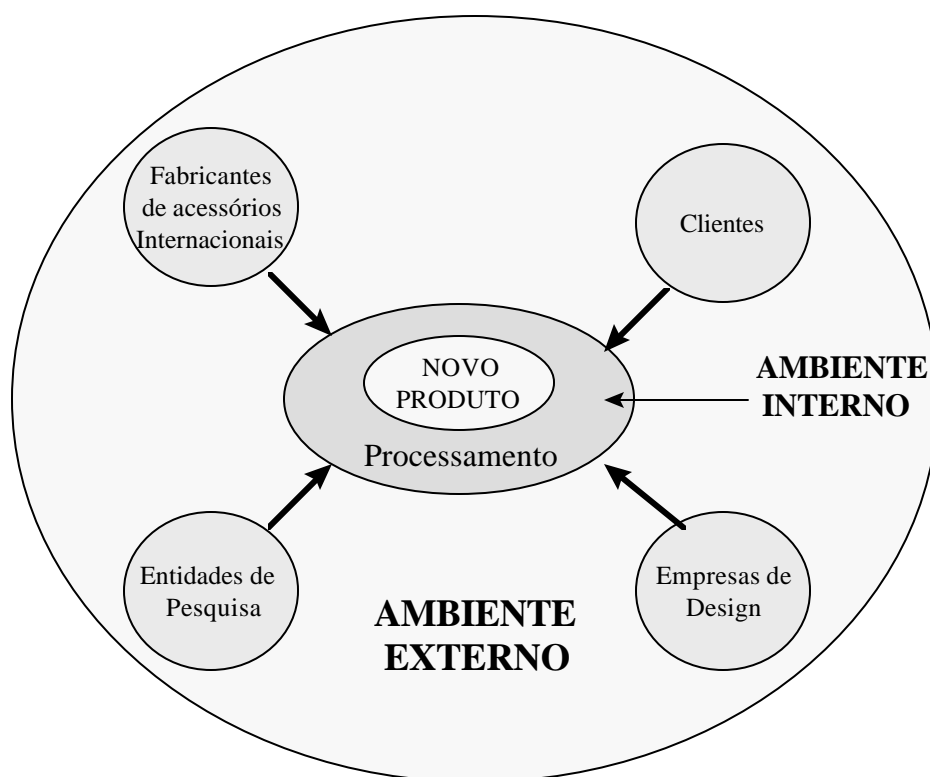 Fabricantes
de acessórios
Internacionais
Clientes
NOVO
PRODUTO
Processamento
AMBIENTE
INTERNO
Entidades de
Pesquisa
AMBIENTE
EXTERNO
Empresas de
Design